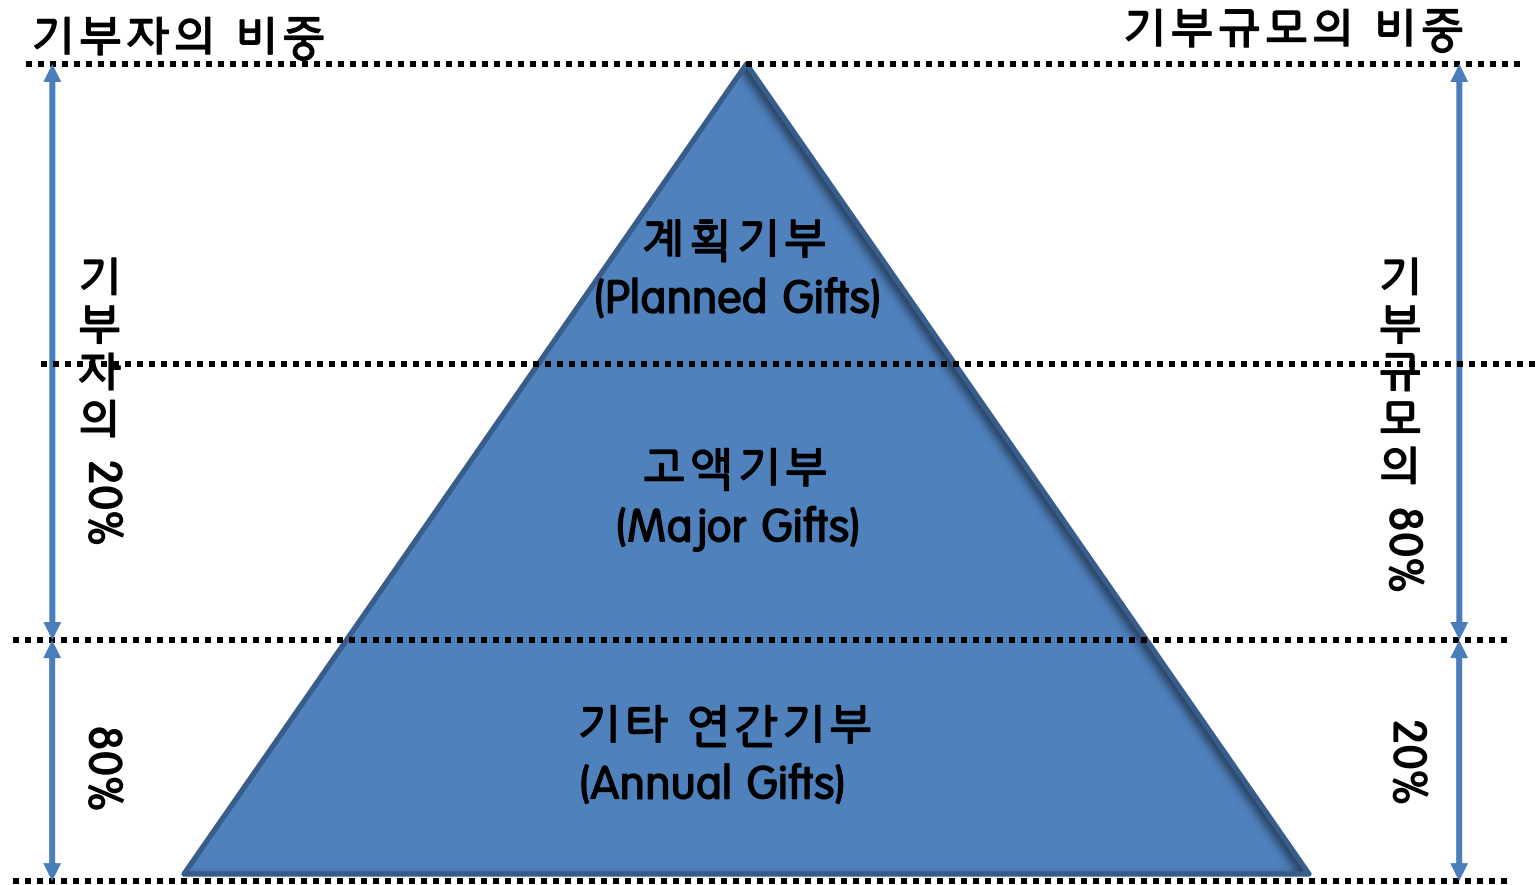 기부자의 비중
기부규모의 비중
계획기부
(Planned Gifts)
기부자의 20%
기부규모의 80%
고액기부
(Major Gifts)
80%
기타 연간기부
(Annual Gifts)
20%